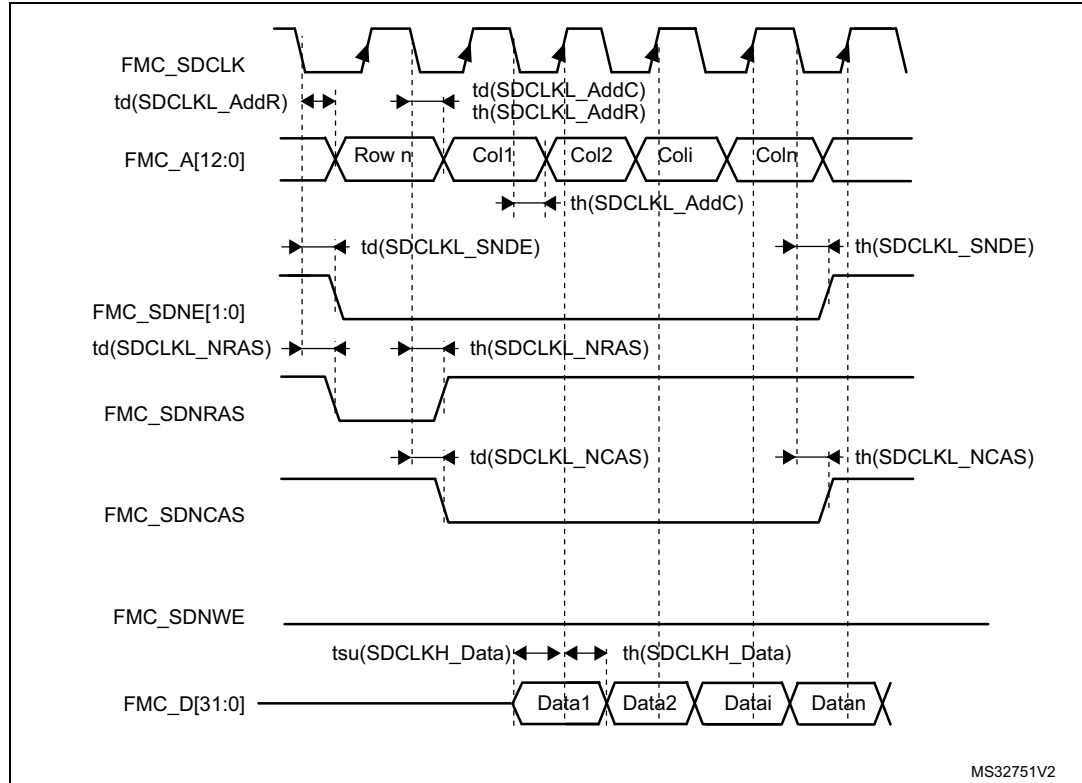 FMC_SDCLK
td(SDCLKL_AddR)
td(SDCLKL_AddC)
th(SDCLKL_AddR)
FMC_A[12:0]
Row n
Col1
Col2
Coli
Coln
th(SDCLKL_AddC)
td(SDCLKL_SNDE)
th(SDCLKL_SNDE)
FMC_SDNE[1:0]
td(SDCLKL_NRAS)
th(SDCLKL_NRAS)
FMC_SDNRAS
td(SDCLKL_NCAS)
th(SDCLKL_NCAS)
FMC_SDNCAS
FMC_SDNWE
tsu(SDCLKH_Data)
th(SDCLKH_Data)
FMC_D[31:0]
Data1
Data2
Datai
Datan
MS32751V2